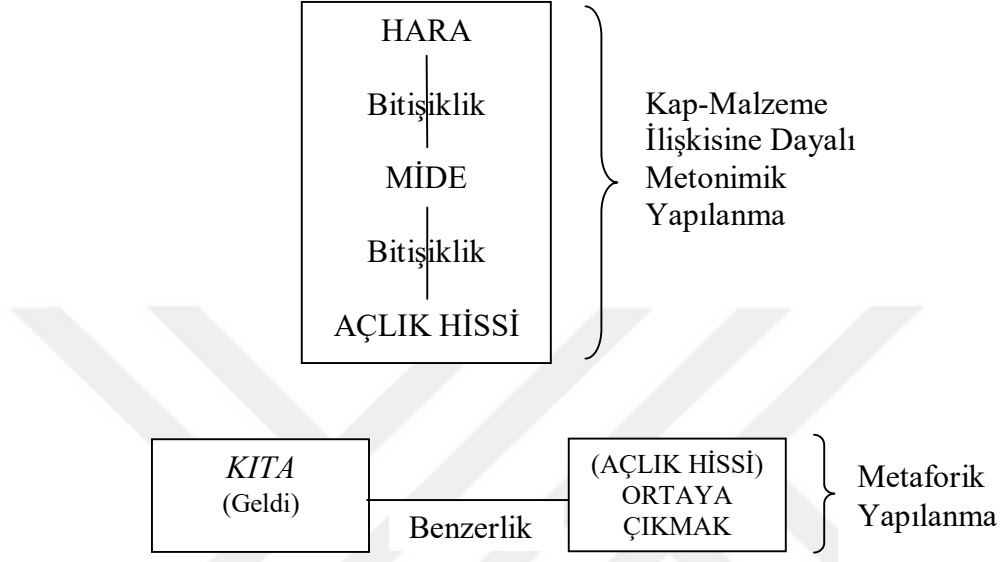 HARA
Bitişiklik
MİDE
Bitişiklik
AÇLIK HİSSİ
Kap-Malzeme
İlişkisine Dayalı
Metonimik
Yapılanma
KITA
(Geldi)
Benzerlik
(AÇLIK HİSSİ)
ORTAYA
ÇIKMAK
Metaforik
Yapılanma